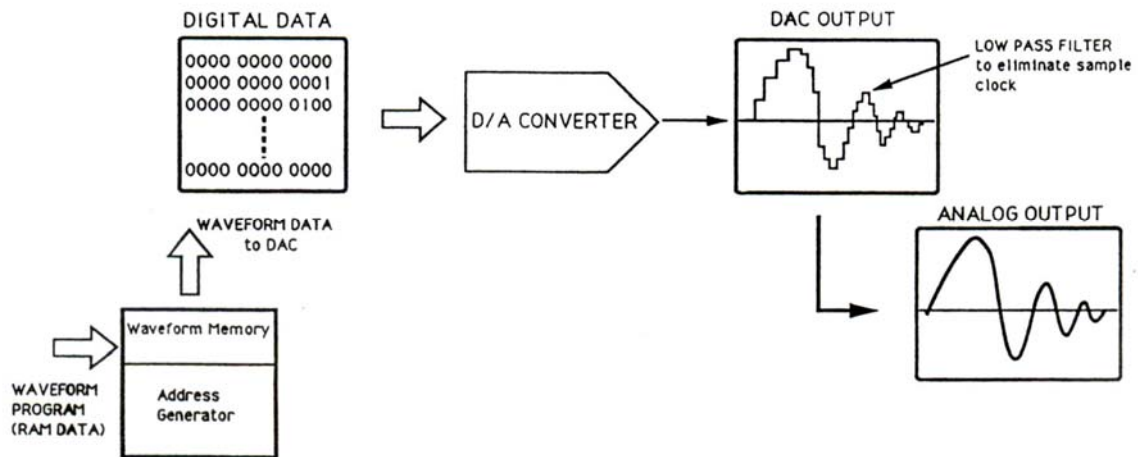 DIGITAL DATA
0000 0000 0000
0000 0000 0001
0000 0000 0100
0000 0000 0000
D/A CONVERTER
DAC OUTPUT
LOW PASS FILTER
to eliminate sample
clock
ANALOG OUTPUT
WAVEFORM DATA
to DAC
Waveform Memory
Address
Generator
WAVEFORM
PROGRAM
(RAM DATA)